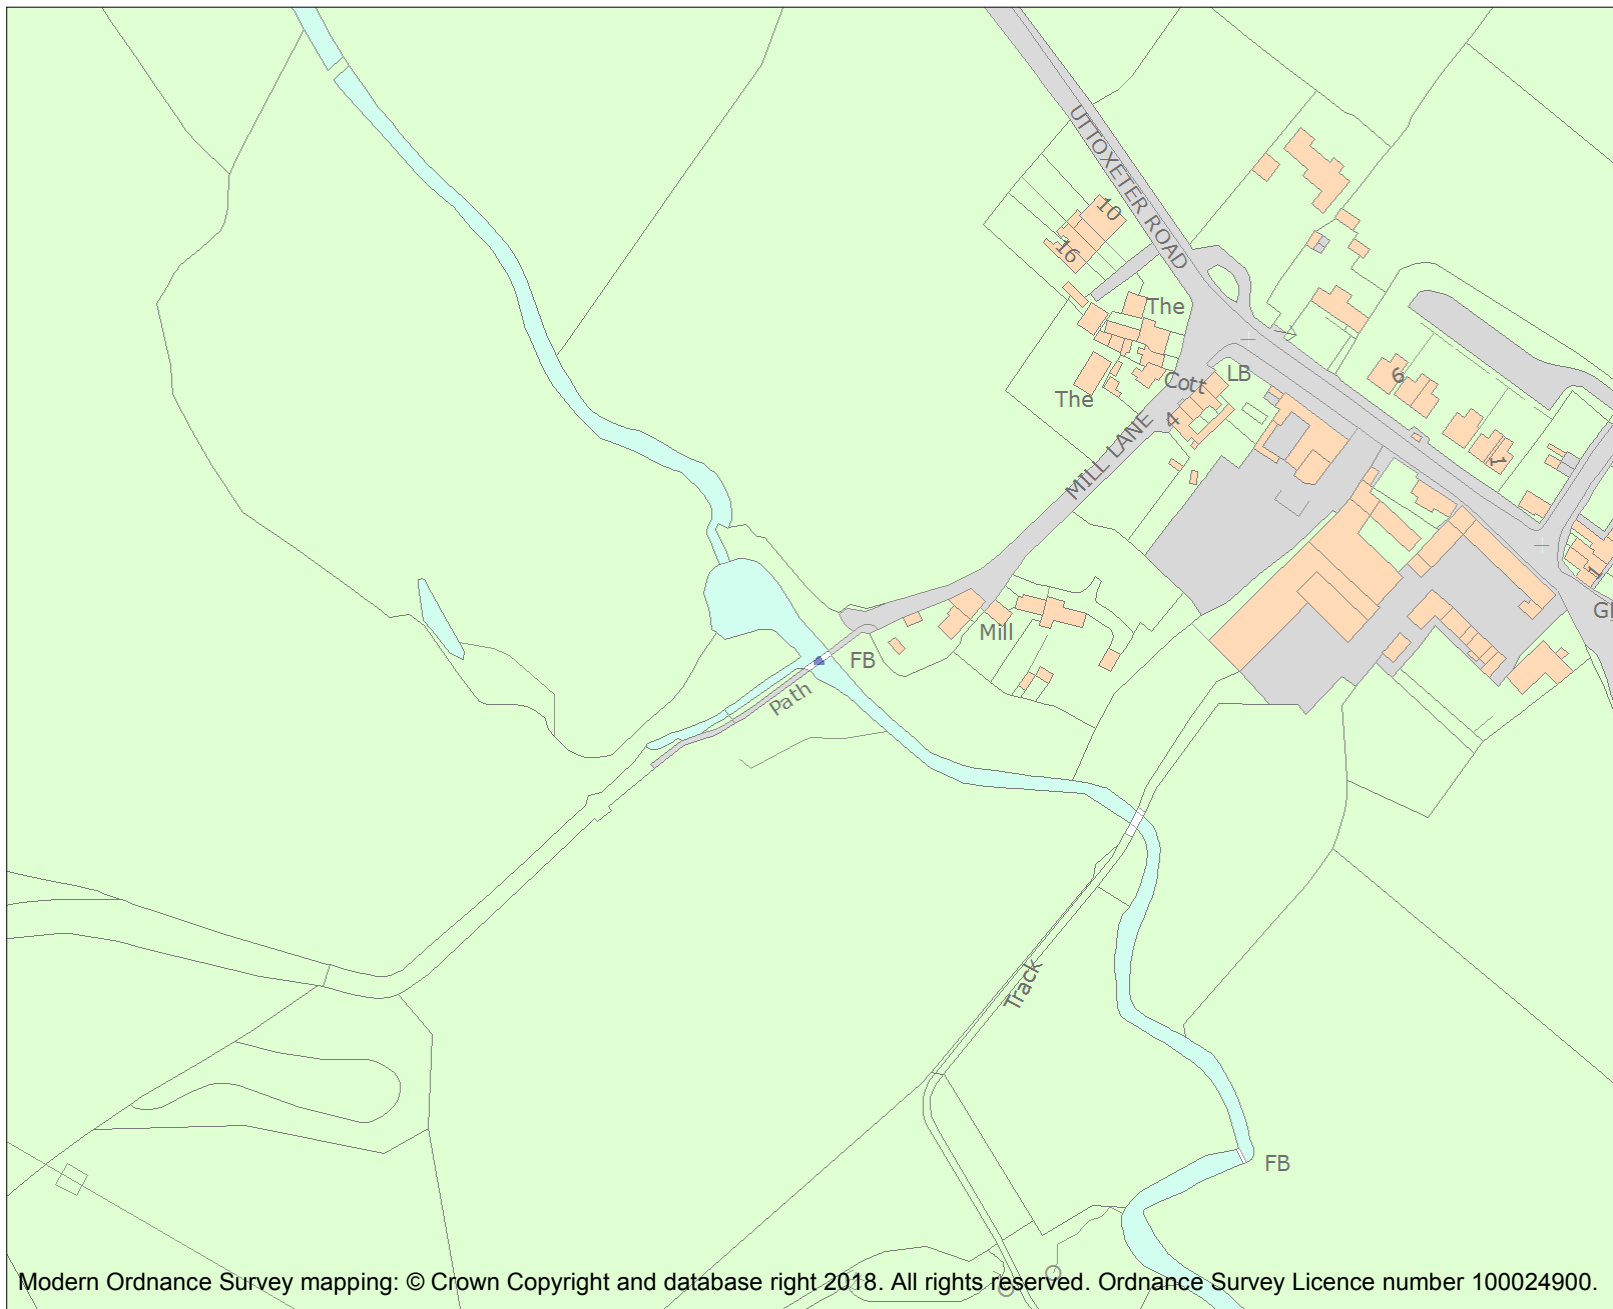 UTTOXETER ROAD
10
16
The
LB
Cott
The
4
6
MILL LANE
1
1
Mill
FB
Path
Track
FB
Modern Ordnance Survey mapping: © Crown Copyright and database right 2018. All rights reserved. Ordnance Survey Licence number 100024900.